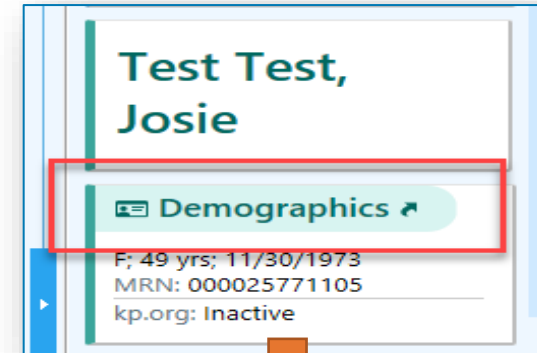 Test Test,
Josie
Demographics
F; 49 yrs; 11/30/1973
MRN: 000025771105
kp.org: Inactive